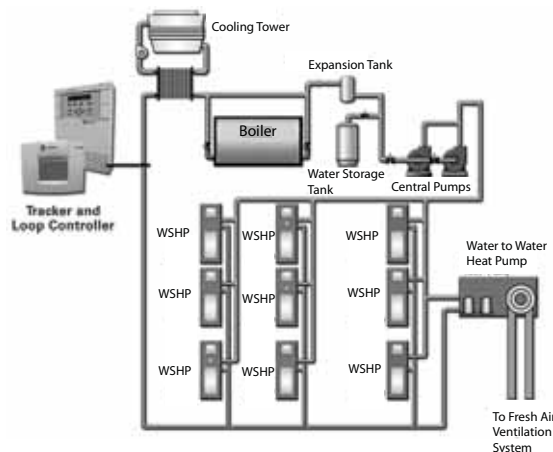 Cooling Tower
Expansion Tank
Boiler
Water Storage
Tank
Central Pumps
Tracker and
Loop Controller
WSHP
WSHP
WSHP
Water to Water
Heat Pump
WSHP
WSHP
WSHP
WSHP
WSHP
WSHP
To Fresh Air
Ventilation
System